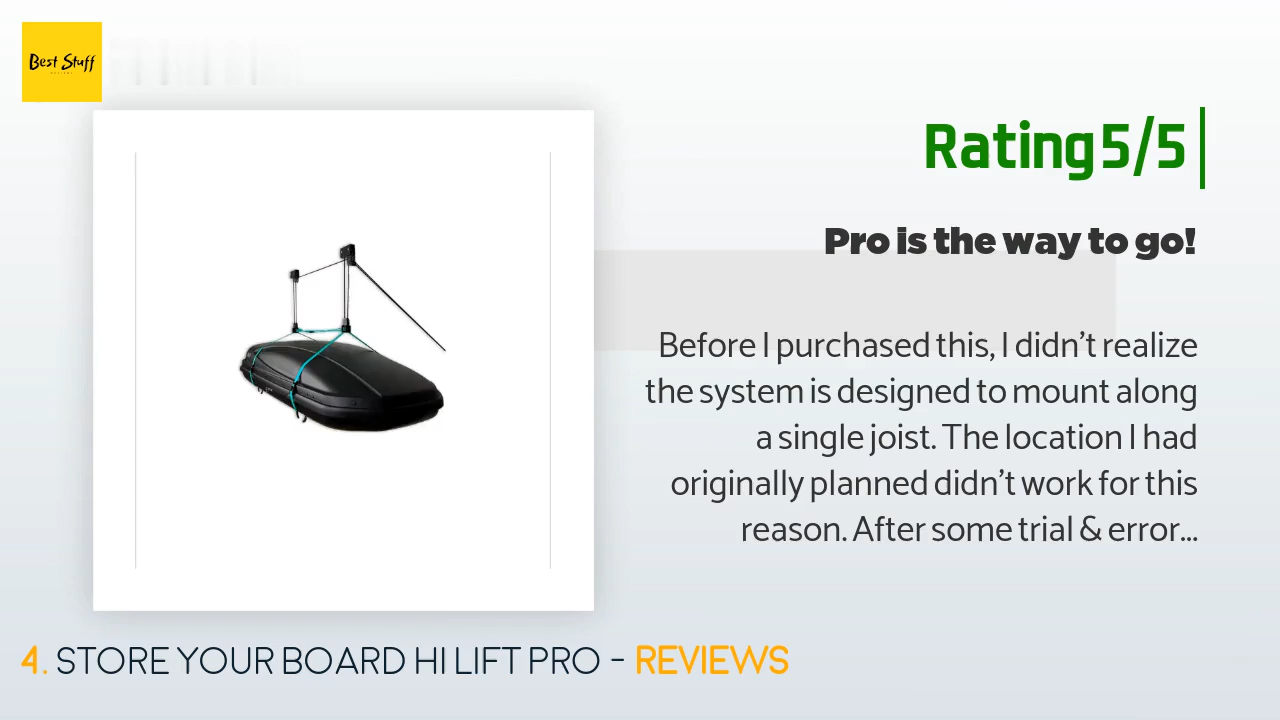 Best Stuff
Rating 5/5
Pro is the way to go!
Before I purchased this, I didn't realize
the system is designed to mount along
a single joist. The location I had
originally planned didn't work for this
reason. After some trial & error...
4. STORE YOUR BOARD HI LIFT PRO - REVIEWS